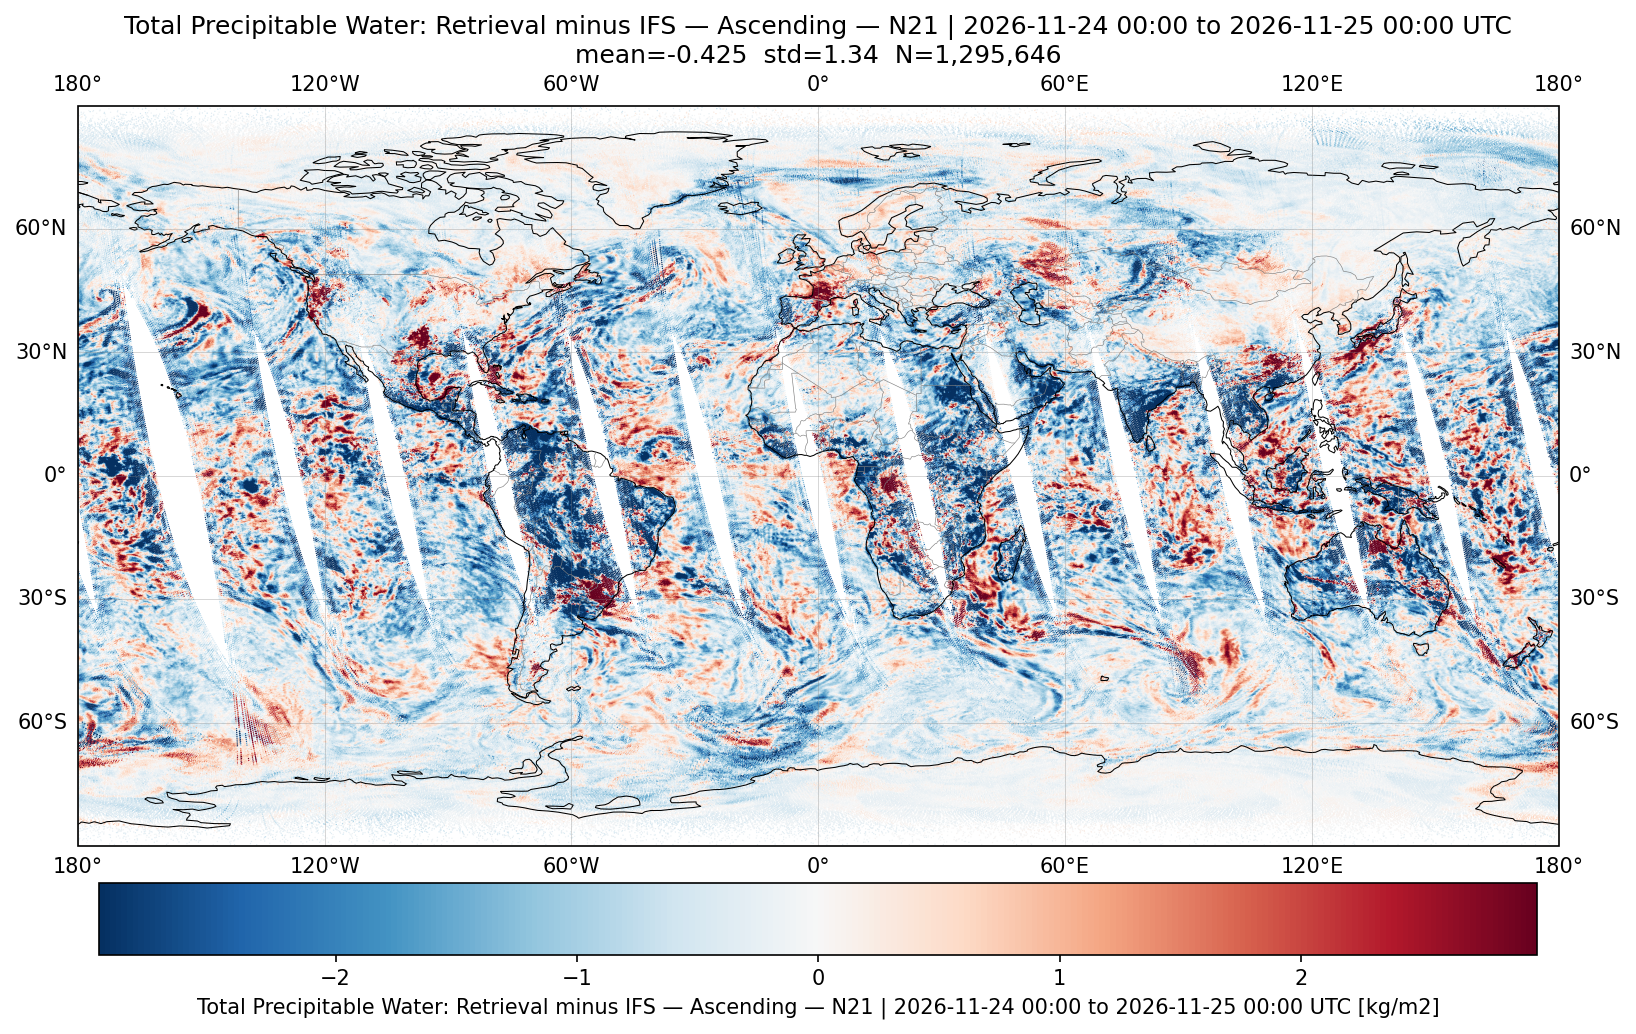 Total Precipitable Water: Retrieval minus IFS — Ascending — N21 | 2026-11-24 00:00 to 2026-11-25 00:00 UTC
mean=-0.425  std=1.34  N=1,295,646
180° 120°W 60°W 0° 60°E 120°E 180°
60°N 60°N
30°N 30°N
0° 0°
30°S 30°S
60°S 60°S
180° 120°W 60°W 0° 60°E 120°E 180°
−2 −1 0 1 2
Total Precipitable Water: Retrieval minus IFS — Ascending — N21 | 2026-11-24 00:00 to 2026-11-25 00:00 UTC [kg/m2]